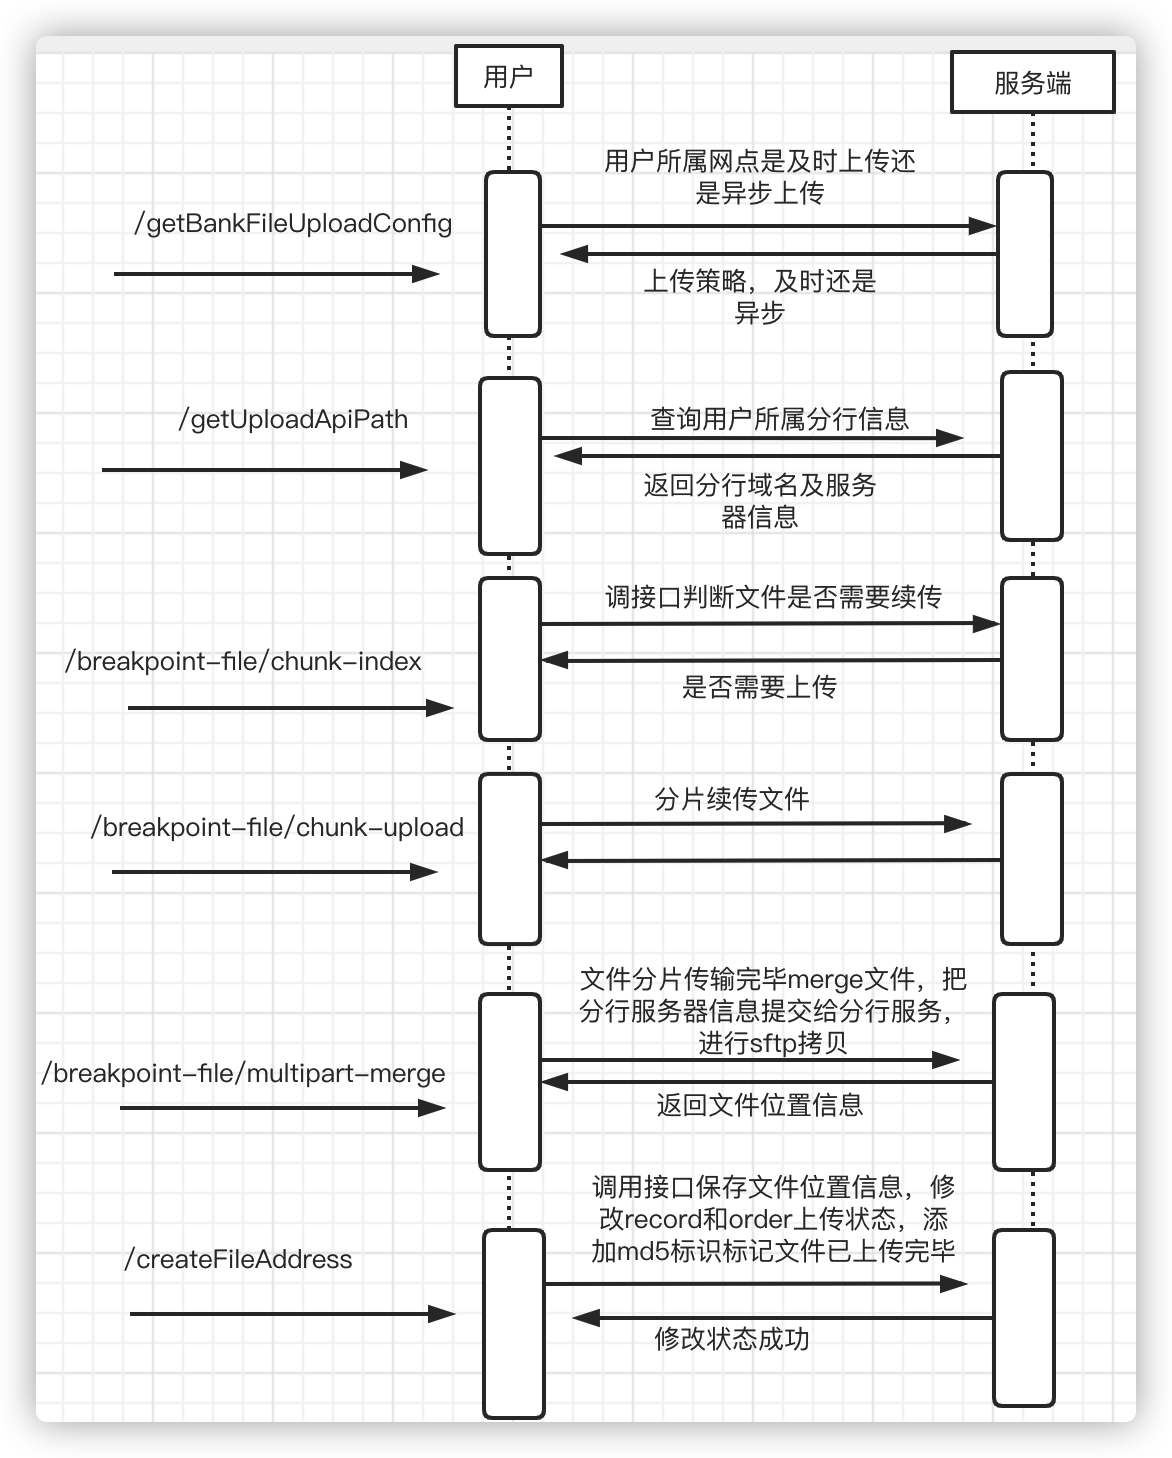 用户
服务端
用户所属网点是及时上传还
是异步上传
/getBankFileUploadConfig
上传策略，及时还是
异步
/getUploadApiPath
查询用户所属分行信息
返回分行域名及服务
器信息
调接口判断文件是否需要续传
/breakpoint-file/chunk-index
是否需要上传
分片续传文件
/breakpoint-file/chunk-upload
文件分片传输完毕merge文件，把
分行服务器信息提交给分行服务，
进行sftp拷贝
/breakpoint-file/multipart-merge
返回文件位置信息
调用接口保存文件位置信息，修
改record和order上传状态，添
加md5标识标记文件已上传完毕
/createFileAddress
修改状态成功